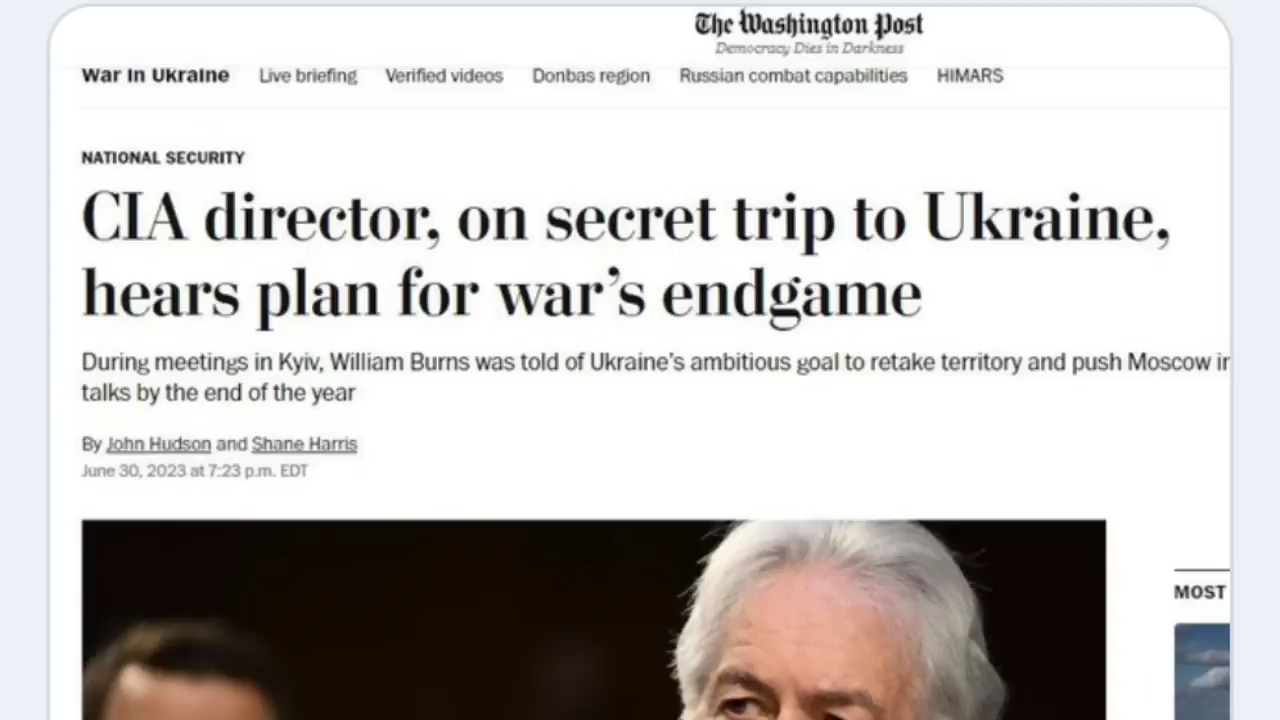 The Washington Post
Democracy Dies in Darkness
War in Ukraine Live briefing Verified videos Donbas region Russian combat capabilities HIMARS
NATIONAL SECURITY
CIA director, on secret trip to Ukraine,
hears plan for war's endgame
During meetings in Kyiv, William Burns was told of Ukraine's ambitious goal to retake territory and push Moscow
talks by the end of the year
By John Hudson and Shane Harris
June 30, 2023 at 7:23 p.m. EDT
MOST